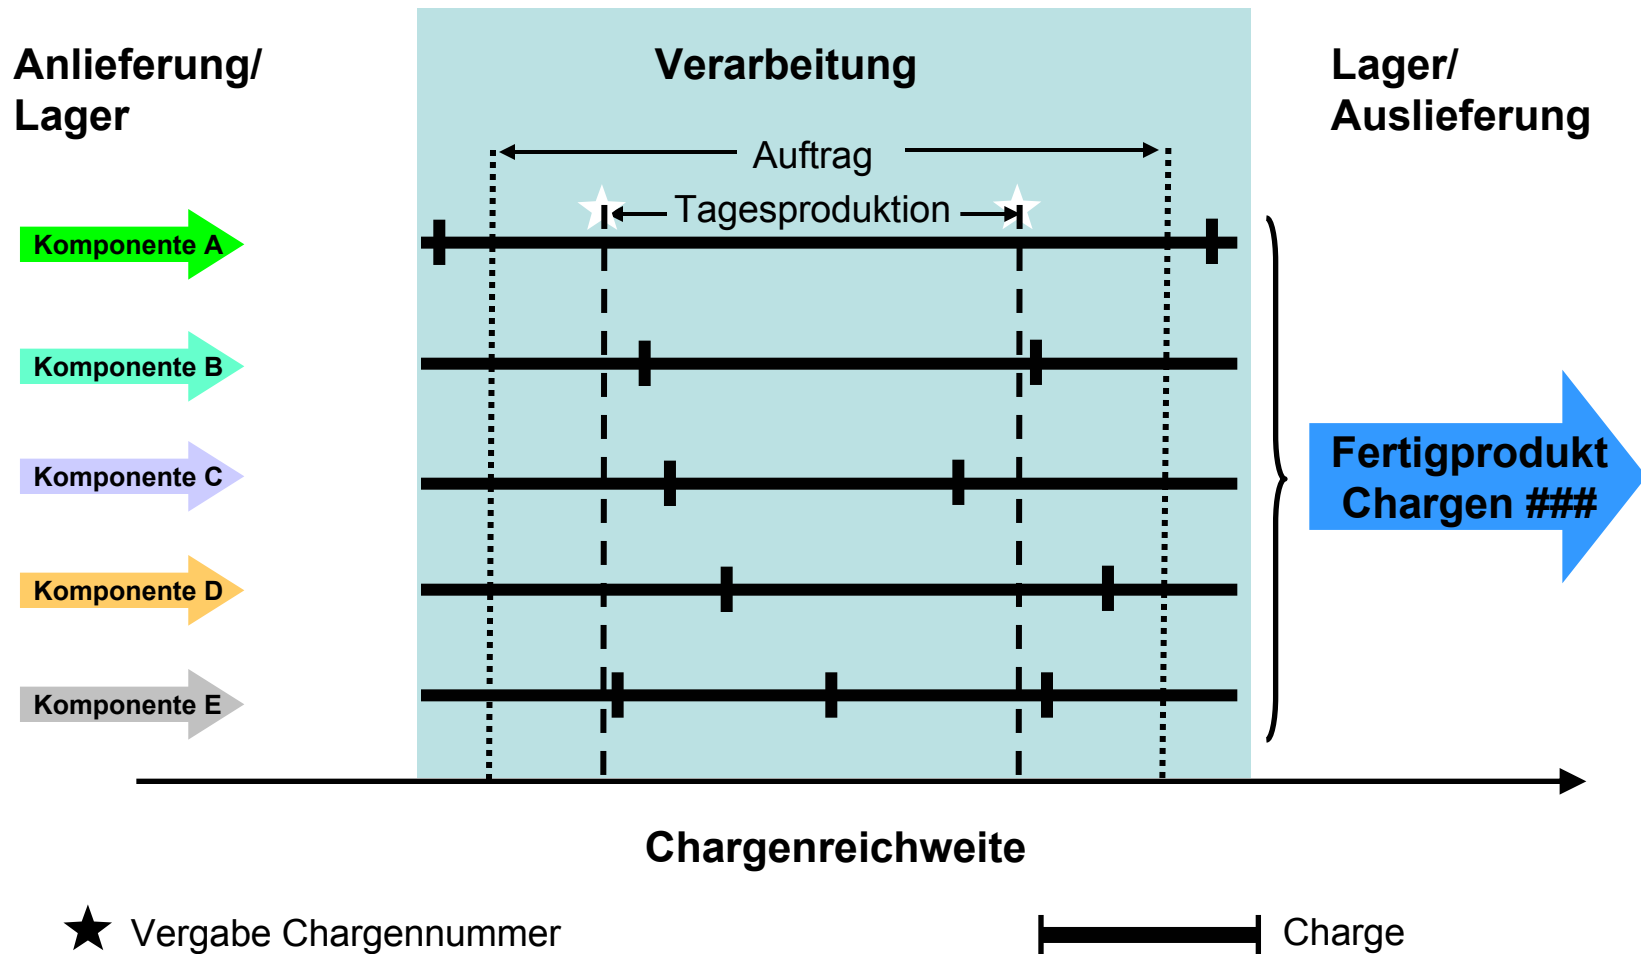 Anlieferung/
Lager
Verarbeitung
Lager/
Auslieferung
Auftrag
Tagesproduktion
Komponente A
Komponente B
Komponente C
Komponente D
Komponente E
Fertigprodukt
Chargen ###
Chargenreichweite
Vergabe Chargennummer
Charge